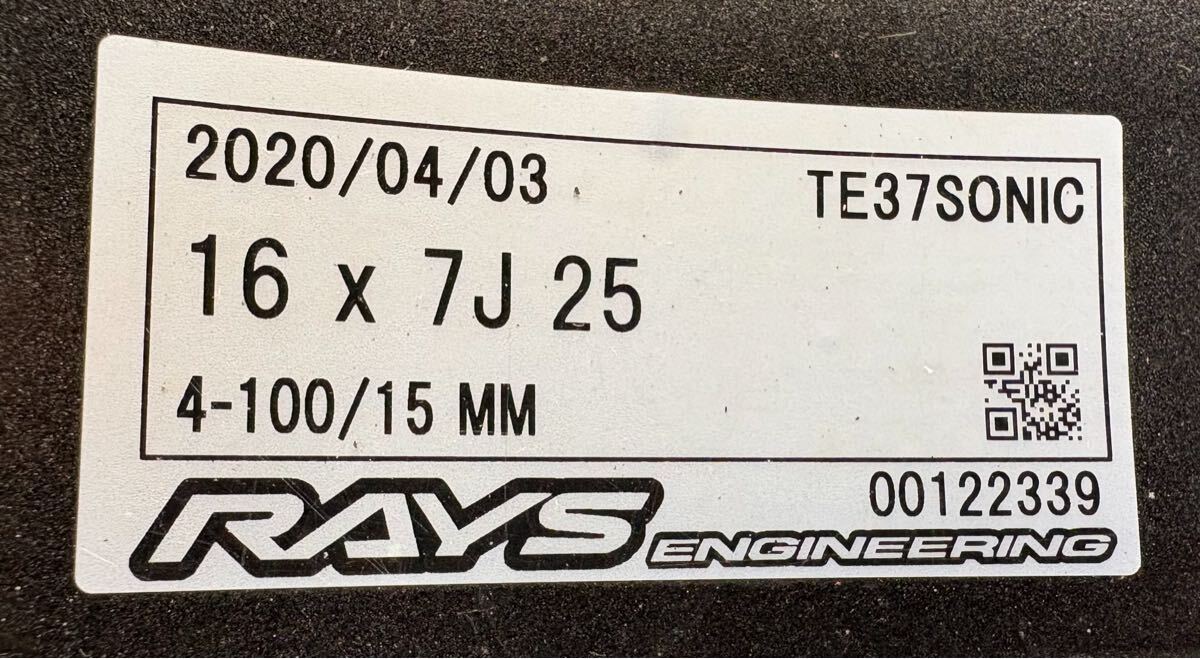 2020/04/03
TE37SONIC
16 x 7J 25
4-100/15 MM
00122339
RAYS ENGINEERING